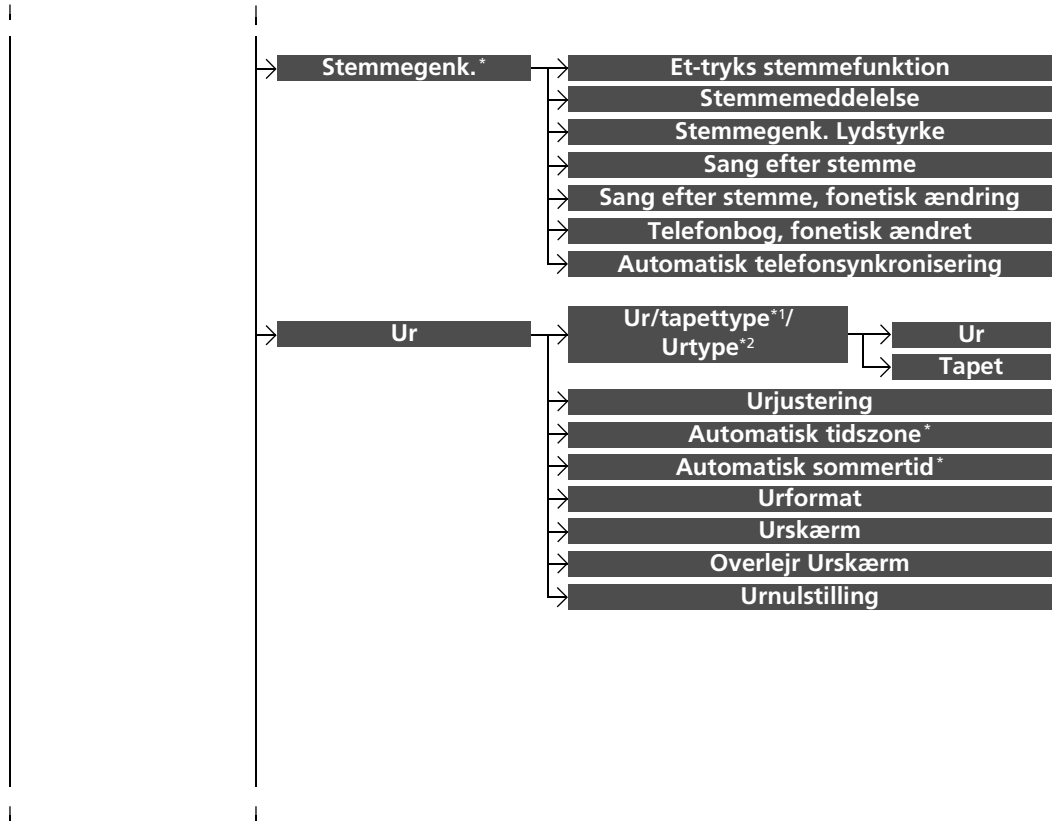 Stemmegenk.*
Et-tryks stemmefunktion
Stemmemeddelelse
Stemmegenk. Lydstyrke
Sang efter stemme
Sang efter stemme, fonetisk ændring
Telefonbog, fonetisk ændret
Automatisk telefonsynkronisering
Ur
Ur/tapettype*1/
Urtype*2
Ur
Tapet
Urjustering
Automatisk tidszone*
Automatisk sommertid*
Urformat
Urskærm
Overlejr Urskærm
Urnulstilling